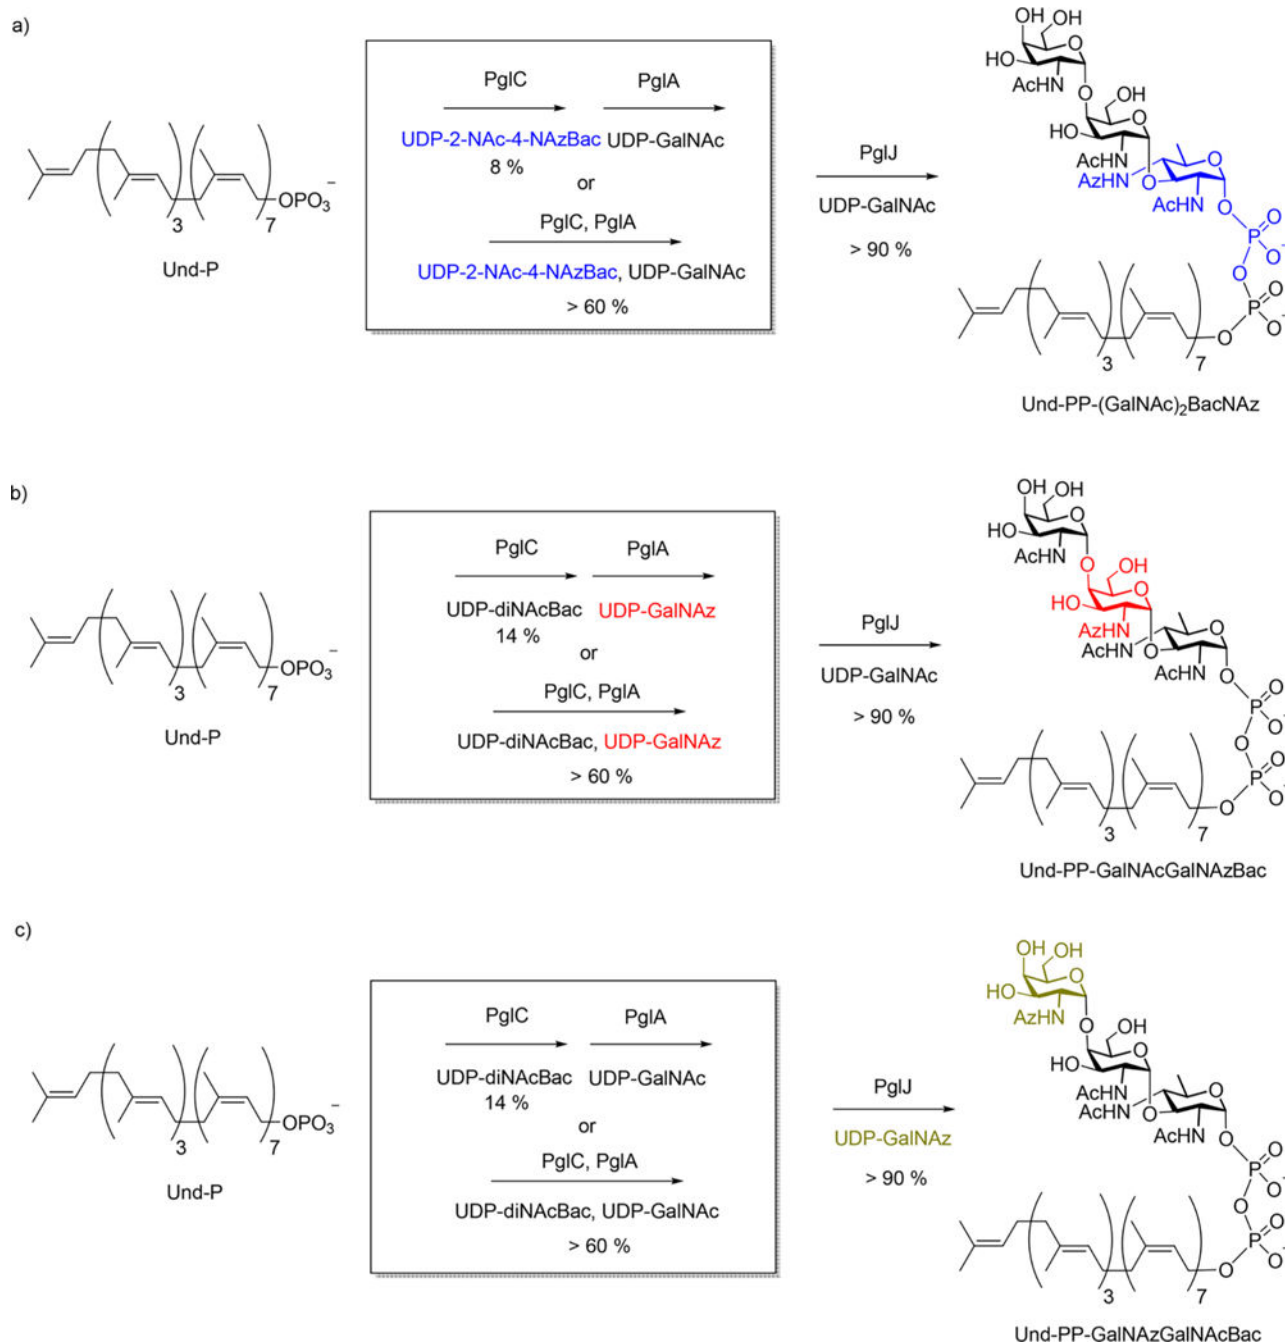 a)
PglC PglA
UDP-2-NAc-4-NAzBac UDP-GalNAc
8 %
or
PglC, PglA
UDP-2-NAc-4-NAzBac, UDP-GalNAc
> 60 %
OPO3−
3 7
Und-P
PglJ
UDP-GalNAc
> 90 %
OH OH
O
HO
AcHN
O OH
O
HO
AcHN
AzHN O O
AcHN
O
O
P
O−
O
O
P
O−
O
3 7
Und-PP-(GalNAc)2BacNAz
b)
PglC PglA
UDP-diNAcBac UDP-GalNAz
14 %
or
PglC, PglA
UDP-diNAcBac, UDP-GalNAz
> 60 %
OPO3−
3 7
Und-P
PglJ
UDP-GalNAc
> 90 %
OH OH
O
HO
AcHN
O OH
O
HO
AzHN
AcHN O O
AcHN
O
O
P
O−
O
O
P
O−
O
3 7
Und-PP-GalNAcGalNAzBac
c)
PglC PglA
UDP-diNAcBac UDP-GalNAc
14 %
or
PglC, PglA
UDP-diNAcBac, UDP-GalNAc
> 60 %
OPO3−
3 7
Und-P
PglJ
UDP-GalNAz
> 90 %
OH OH
O
HO
AzHN
O OH
O
HO
AcHN
AcHN O O
AcHN
O
O
P
O−
O
O
P
O−
O
3 7
Und-PP-GalNAzGalNAcBac